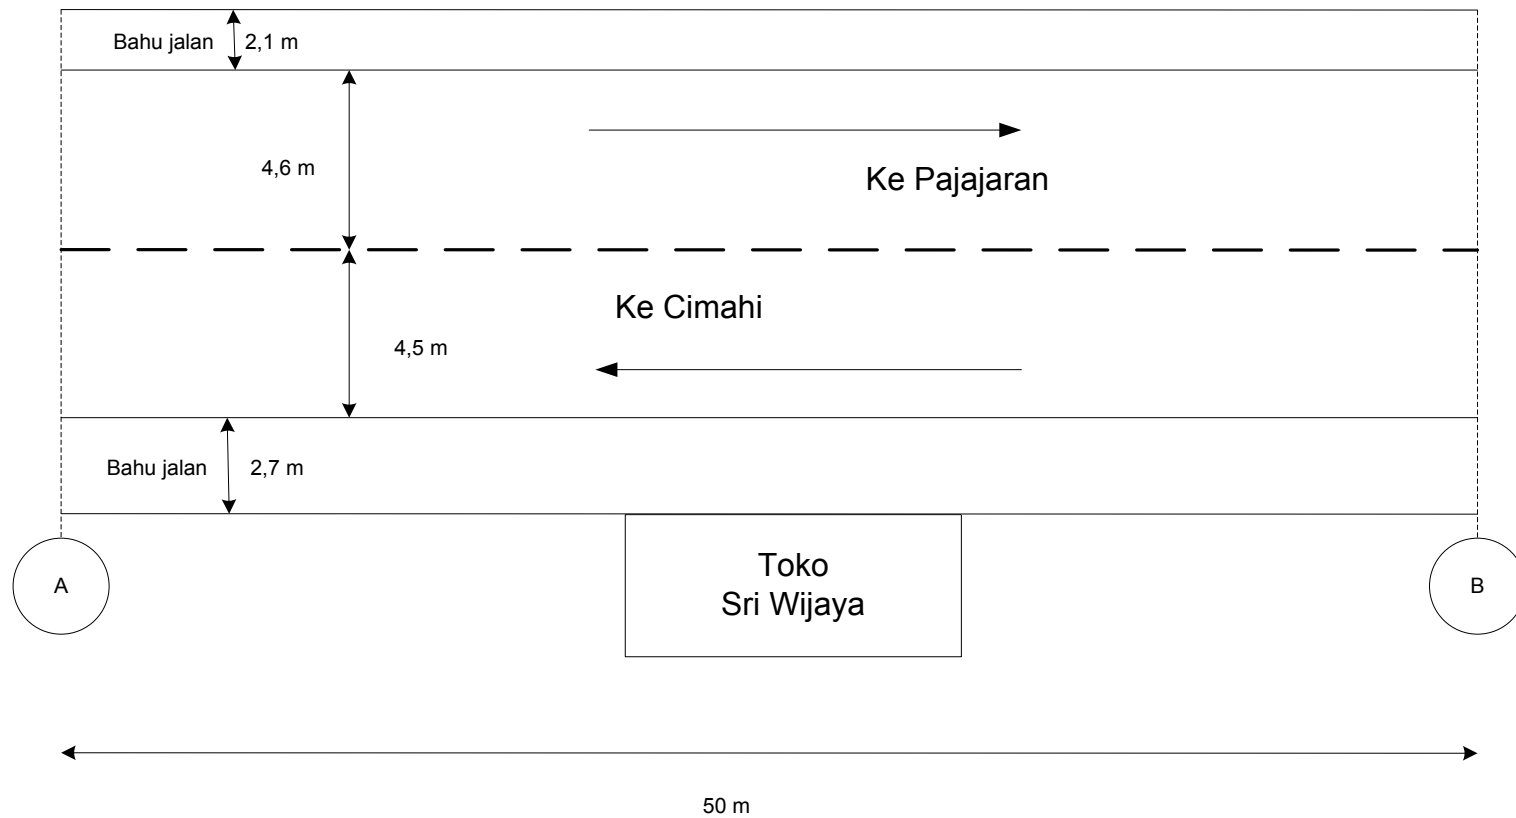 Bahu jalan 2,1 m
4,6 m
Ke Pajajaran
Ke Cimahi
4,5 m
Bahu jalan 2,7 m
Toko
Sri Wijaya
A
B
50 m